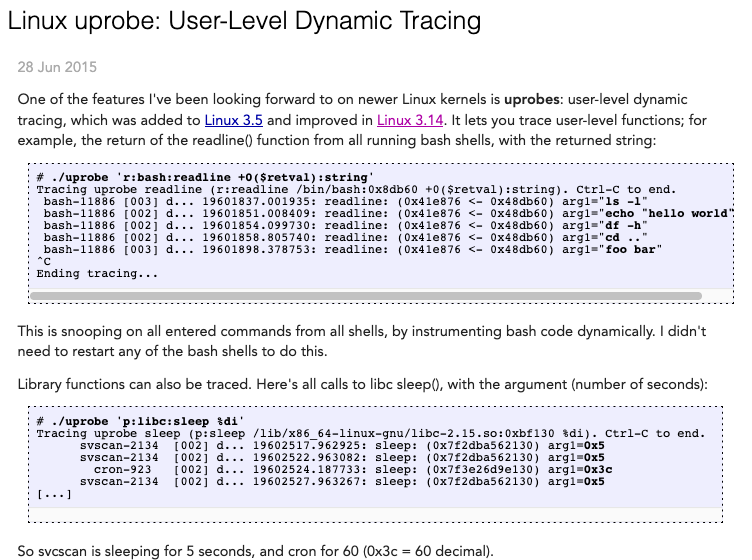 Linux uprobe: User-Level Dynamic Tracing
28 Jun 2015
One of the features I've been looking forward to on newer Linux kernels is uprobes: user-level dynamic
tracing, which was added to Linux 3.5 and improved in Linux 3.14. It lets you trace user-level functions; for
example, the return of the readline() function from all running bash shells, with the returned string:
# ./uprobe 'r:bash:readline +0($retval):string'
Tracing uprobe readline (r:readline /bin/bash:0x8db60 +0($retval):string). Ctrl-C to end.
bash-11886 [003] d... 19601837.001935: readline: (0x41e876 <- 0x48db60) arg1="ls -l"
bash-11886 [002] d... 19601851.008409: readline: (0x41e876 <- 0x48db60) arg1="echo "hello world"
bash-11886 [002] d... 19601854.099730: readline: (0x41e876 <- 0x48db60) arg1="df -h"
bash-11886 [002] d... 19601858.805740: readline: (0x41e876 <- 0x48db60) arg1="cd .."
bash-11886 [003] d... 19601898.378753: readline: (0x41e876 <- 0x48db60) arg1="foo bar"
^C
Ending tracing...
This is snooping on all entered commands from all shells, by instrumenting bash code dynamically. I didn't
need to restart any of the bash shells to do this.
Library functions can also be traced. Here's all calls to libc sleep(), with the argument (number of seconds):
# ./uprobe 'p:libc:sleep %di'
Tracing uprobe sleep (p:sleep /lib/x86_64-linux-gnu/libc-2.15.so:0xbf130 %di). Ctrl-C to end.
svscan-2134 [002] d... 19602517.962925: sleep: (0x7f2dba562130) arg1=0x5
svscan-2134 [002] d... 19602522.963082: sleep: (0x7f2dba562130) arg1=0x5
cron-923 [002] d... 19602524.187733: sleep: (0x7f3e26d9e130) arg1=0x3c
svscan-2134 [002] d... 19602527.963267: sleep: (0x7f2dba562130) arg1=0x5
[...]
So svcscan is sleeping for 5 seconds, and cron for 60 (0x3c = 60 decimal).